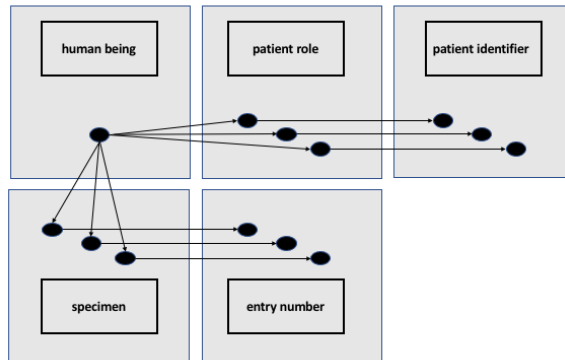 human being
patient role
patient identifier
specimen
entry number